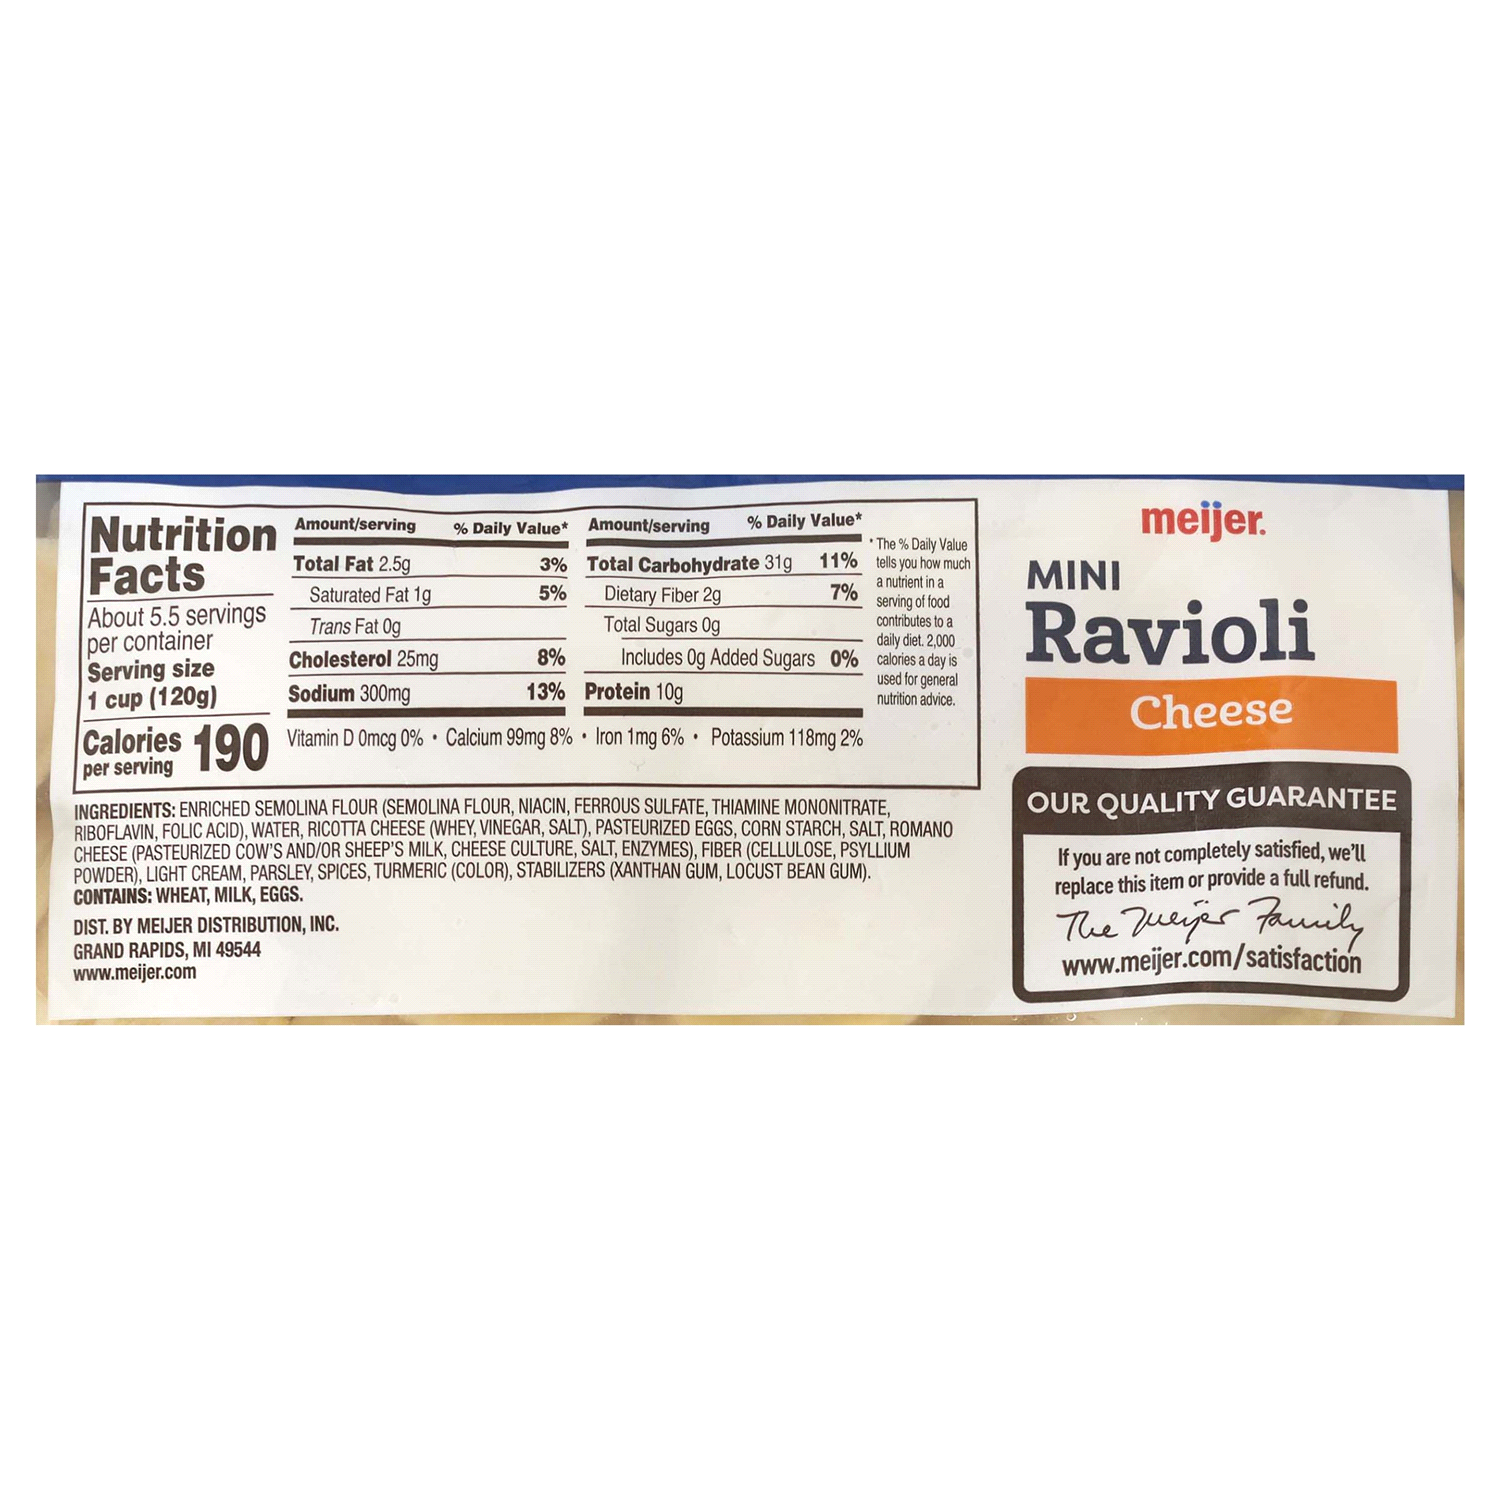 Nutrition
Facts
About 5.5 servings
per container
Serving size
1 cup (120g)
Calories 190
per serving
Amount/serving % Daily Value*
Total Fat 2.5g 3%
Saturated Fat 1g 5%
Trans Fat 0g
Cholesterol 25mg 8%
Sodium 300mg 13%
Amount/serving % Daily Value*
Total Carbohydrate 31g 11%
Dietary Fiber 2g 7%
Total Sugars 0g
Includes 0g Added Sugars 0%
Protein 10g
Vitamin D 0mcg 0% • Calcium 99mg 8% • Iron 1mg 6% • Potassium 118mg 2%
* The % Daily Value
tells you how much
a nutrient in a
serving of food
contributes to a
daily diet. 2,000
calories a day is
used for general
nutrition advice.
INGREDIENTS: ENRICHED SEMOLINA FLOUR (SEMOLINA FLOUR, NIACIN, FERROUS SULFATE, THIAMINE MONONITRATE,
RIBOFLAVIN, FOLIC ACID), WATER, RICOTTA CHEESE (WHEY, VINEGAR, SALT), PASTEURIZED EGGS, CORN STARCH, SALT, ROMANO
CHEESE (PASTEURIZED COW'S AND/OR SHEEP'S MILK, CHEESE CULTURE, SALT, ENZYMES), FIBER (CELLULOSE, PSYLLIUM
POWDER), LIGHT CREAM, PARSLEY, SPICES, TURMERIC (COLOR), STABILIZERS (XANTHAN GUM, LOCUST BEAN GUM).
CONTAINS: WHEAT, MILK, EGGS.
DIST. BY MEIJER DISTRIBUTION, INC.
GRAND RAPIDS, MI 49544
www.meijer.com
meijer.
MINI
Ravioli
Cheese
OUR QUALITY GUARANTEE
If you are not completely satisfied, we'll
replace this item or provide a full refund.
The Meijer Family
www.meijer.com/satisfaction